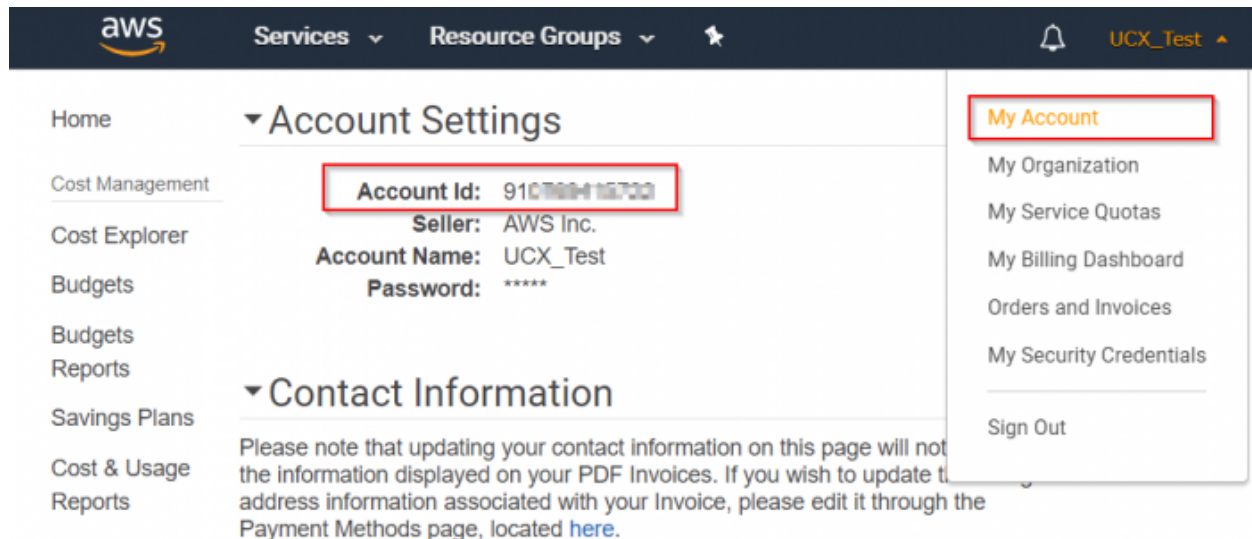 aws
Services
Resource Groups
UCX_Test
Home
Cost Management
Cost Explorer
Budgets
Budgets
Reports
Savings Plans
Cost & Usage
Reports
Account Settings
Account Id:
Seller: AWS Inc.
Account Name: UCX_Test
Password: *****
Contact Information
Please note that updating your contact information on this page will not
the information displayed on your PDF Invoices. If you wish to update
address information associated with your Invoice, please edit it through the
Payment Methods page, located here.
My Account
My Organization
My Service Quotas
My Billing Dashboard
Orders and Invoices
My Security Credentials
Sign Out